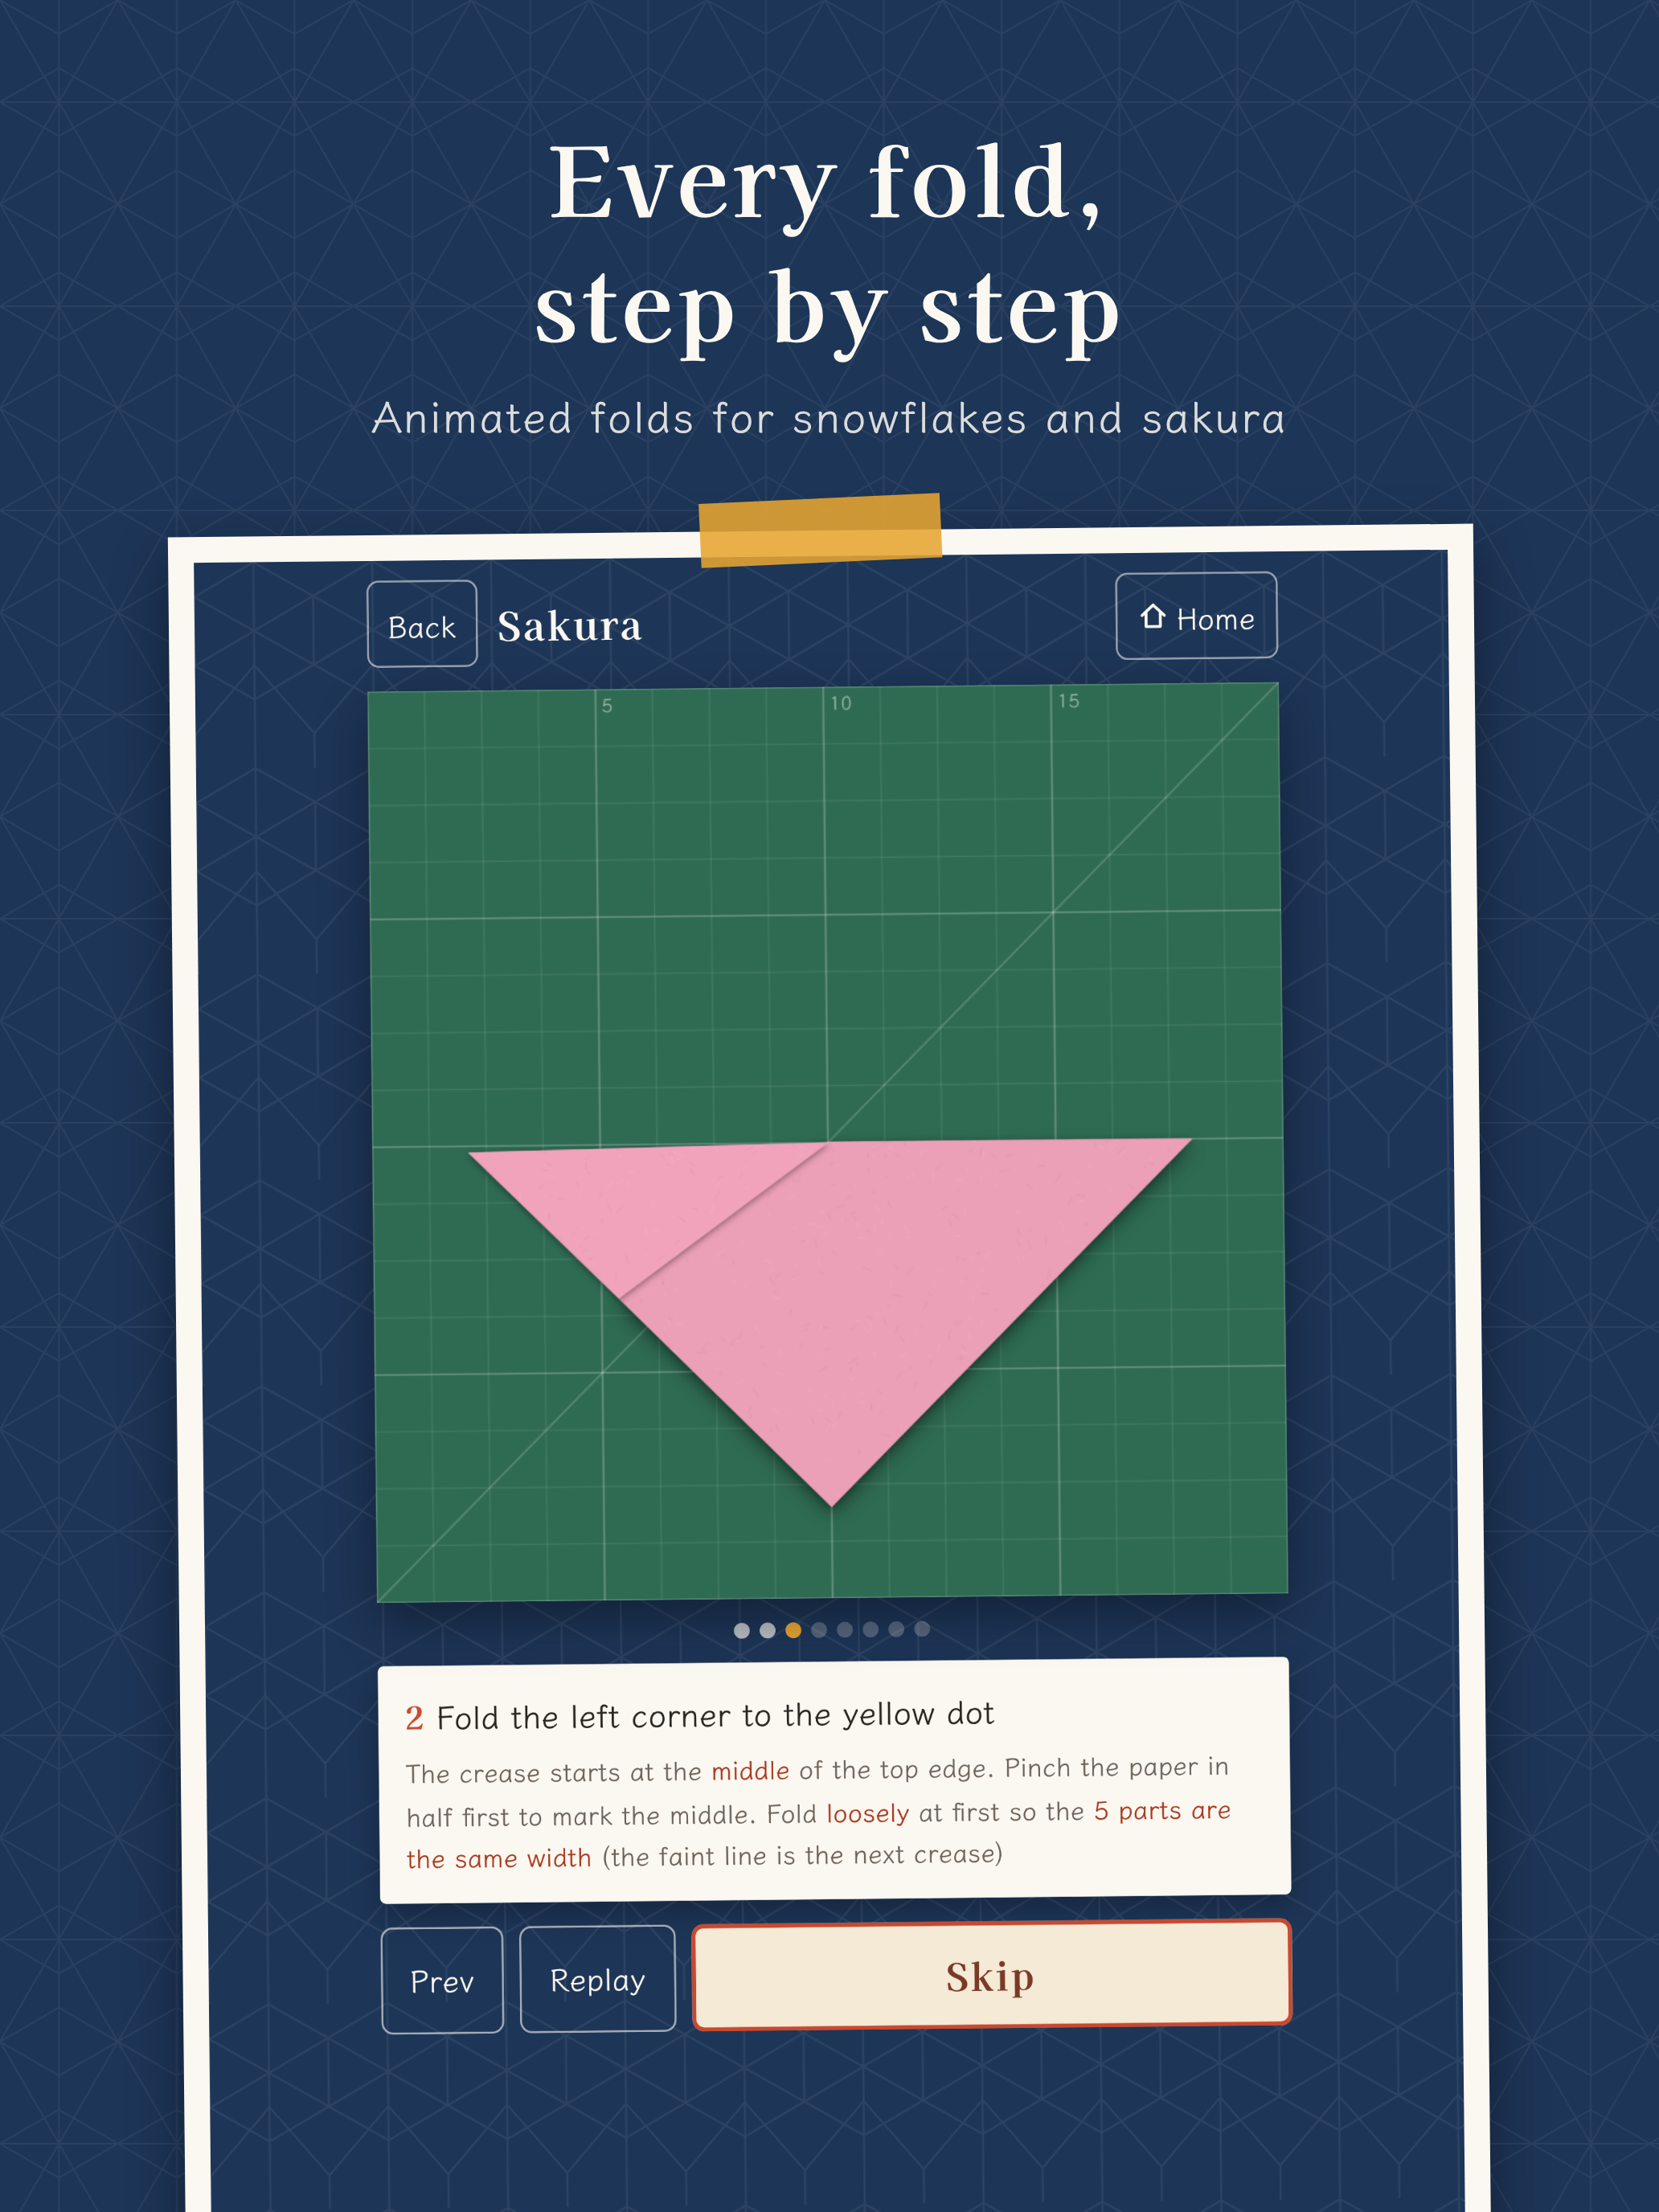 Every fold,
step by step
Animated folds for snowflakes and sakura
Back
Sakura
Home
5
10
15
2 Fold the left corner to the yellow dot
The crease starts at the middle of the top edge. Pinch the paper in
half first to mark the middle. Fold loosely at first so the 5 parts are
the same width (the faint line is the next crease)
Prev
Replay
Skip